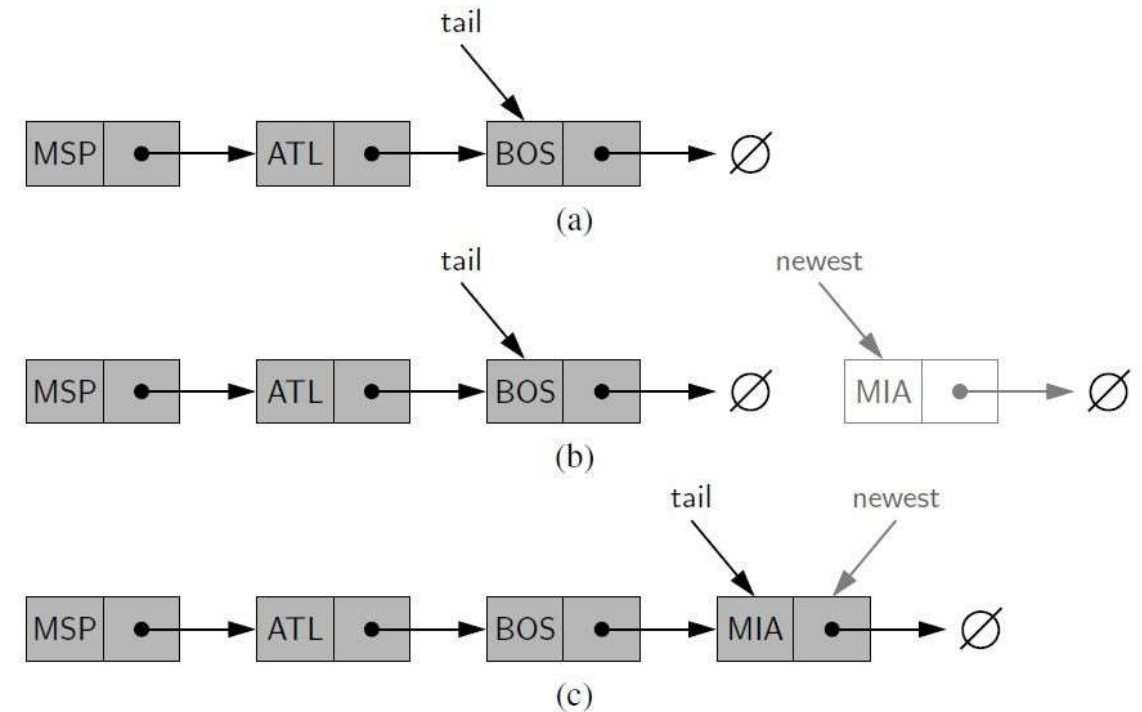 tail
MSP ATL BOS ∅
(a)
tail newest
MSP ATL BOS ∅ MIA ∅
(b)
tail newest
MSP ATL BOS MIA ∅
(c)